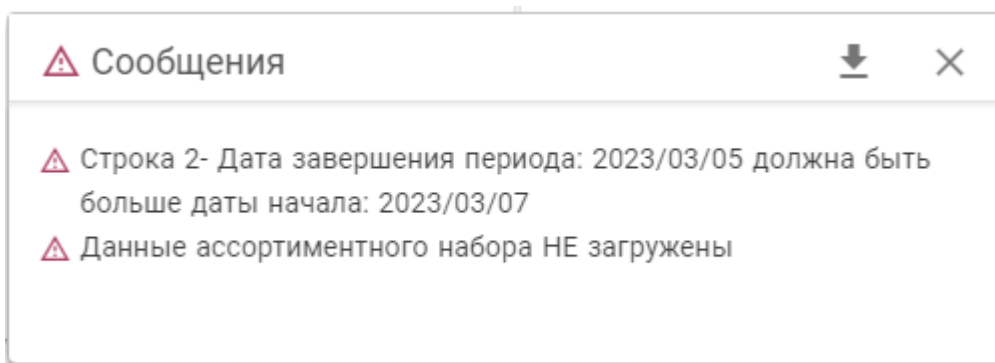 Сообщения
Строка 2- Дата завершения периода: 2023/03/05 должна быть
больше даты начала: 2023/03/07
Данные ассортиментного набора НЕ загружены